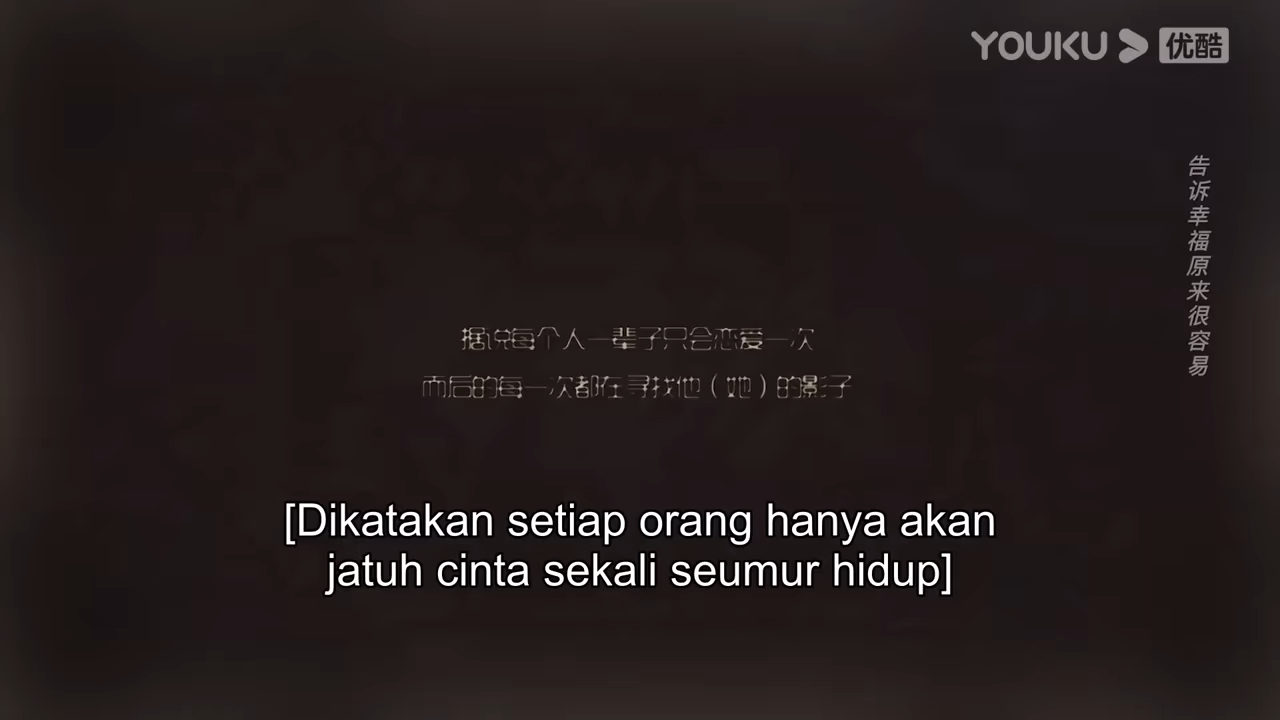 YOUKU 优酷
告诉幸福原来很容易
据说每个人一辈子只会恋爱一次
而后的每一次都在寻找他（她）的影子
[Dikatakan setiap orang hanya akan
jatuh cinta sekali seumur hidup]